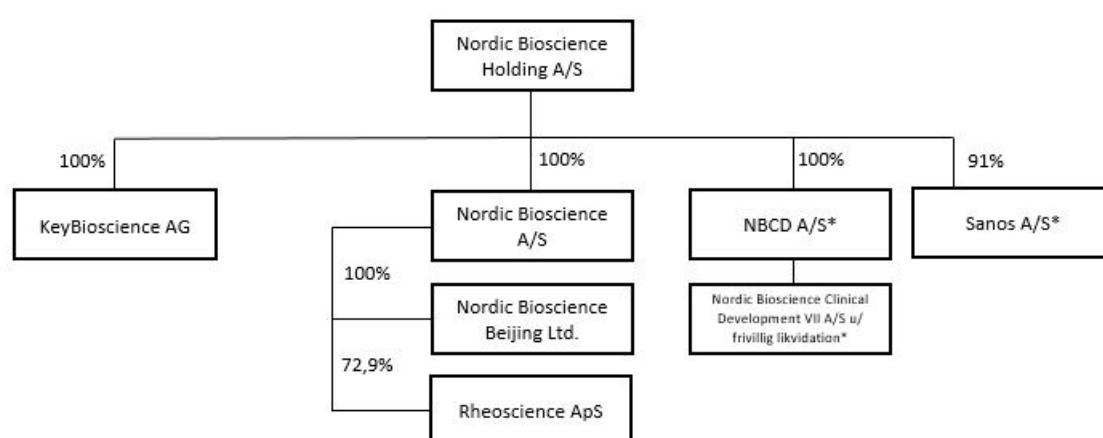 Nordic Bioscience
Holding A/S
100%
100%
100%
91%
KeyBioscience AG
Nordic Bioscience
A/S
NBCD A/S*
Sanos A/S*
100%
Nordic Bioscience
Beijing Ltd.
Nordic Bioscience Clinical
Development VII A/S u/
frivillig likvidation*
72,9%
Rheoscience ApS